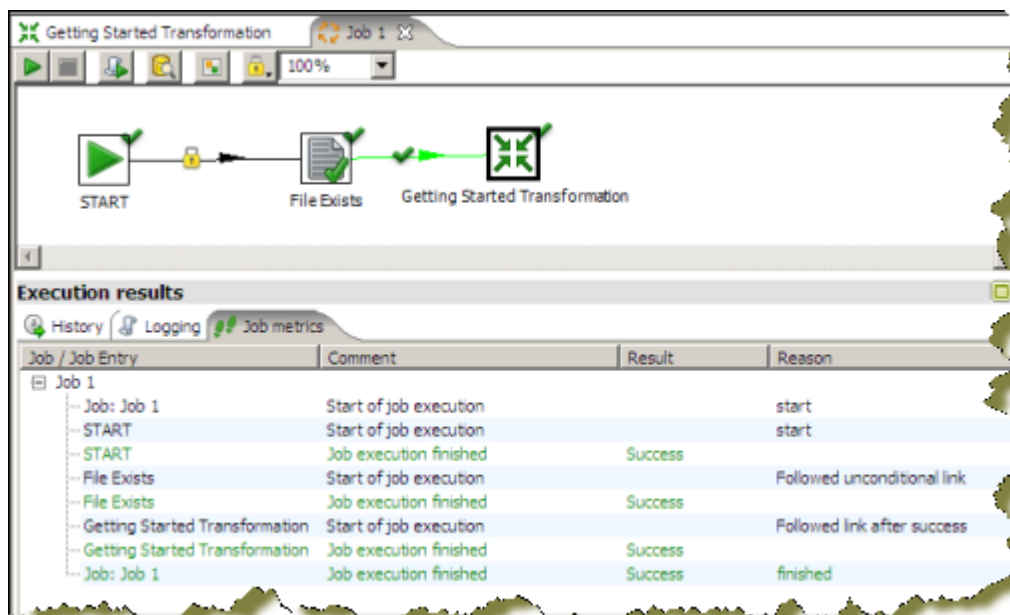 Getting Started Transformation Job 1
100%
START File Exists Getting Started Transformation
Execution results
History Logging Job metrics
Job / Job Entry Comment Result Reason
Job 1
Job: Job 1 Start of job execution start
START Start of job execution start
START Job execution finished Success
File Exists Start of job execution Followed unconditional link
File Exists Job execution finished Success
Getting Started Transformation Start of job execution Followed link after success
Getting Started Transformation Job execution finished Success
Job: Job 1 Job execution finished Success finished